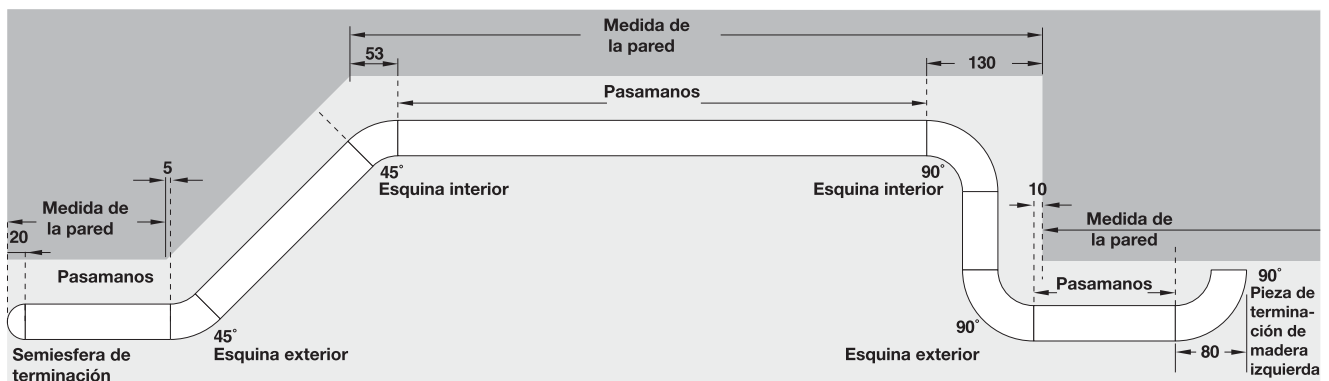 Medida de
la pared
53
130
Pasamanos
5
45°
Esquina interior
90°
Esquina interior
10
Medida de
la pared
Medida de
la pared
20
Pasamanos
Pasamanos
90°
Pieza de
termina-
ción de
madera
izquierda
45°
Esquina exterior
90°
Esquina exterior
80
Semiesfera de
terminación